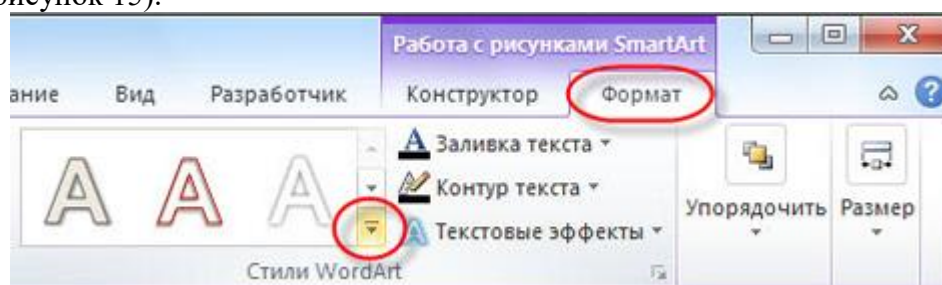 рисунок 15).
Работа с рисунками SmartArt
ание Вид Разработчик Конструктор Формат
Заливка текста
Контур текста
Текстовые эффекты
Упорядочить Размер
Стили WordArt